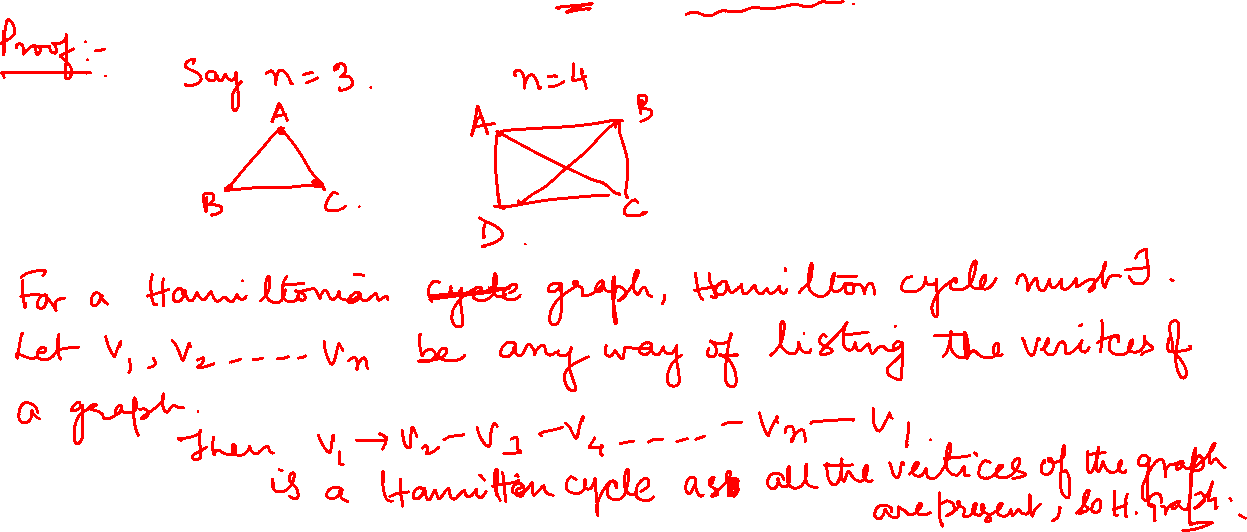 Proof:-
Say n = 3. n=4
A
B C.
A B
D. C
For a Hamiltonian cycle graph, Hamilton cycle must ∃.
Let V₁, V₂ ----- Vn be any way of listing the veritces of
a graph.
Then V₁ → V₂ - V₃ - V₄ ------ - Vn — V₁.
is a Hamilton cycle as all the vertices of the graph
are present, so H. Graph.